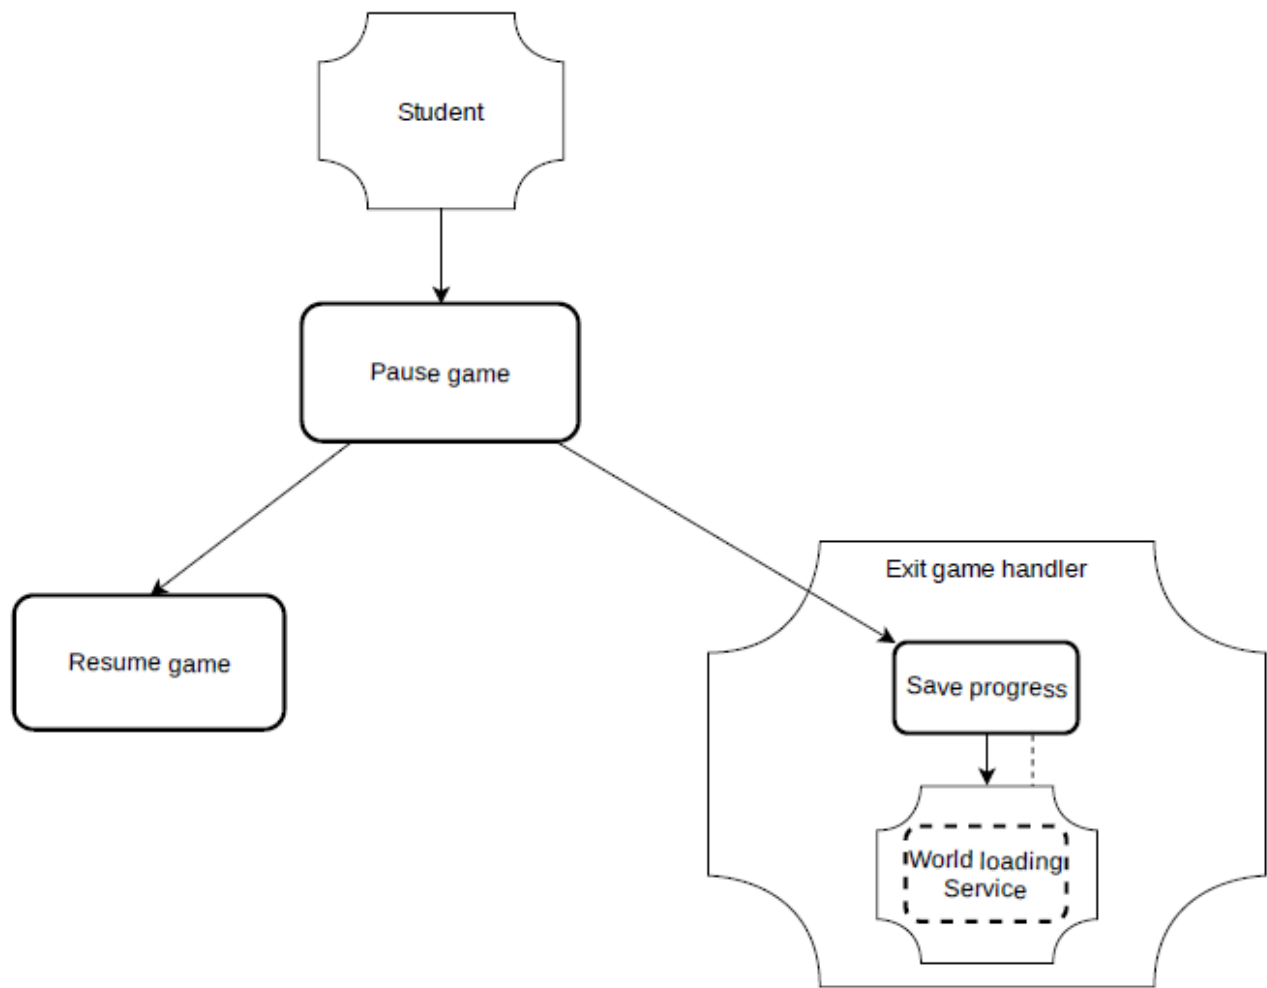 Student
Pause game
Exit game handler
Resume game
Save progress
World loading
Service